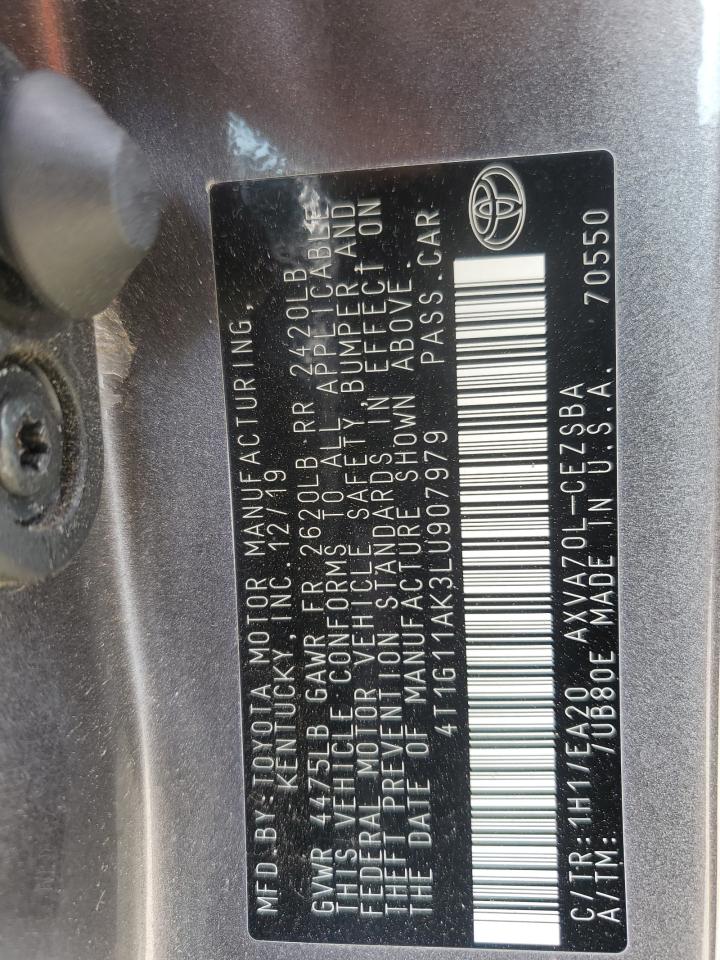 MFD.BY:TOYOTA MOTOR MANUFACTURING,
KENTUCKY,INC.12/19
GVWR 4475LB GAWR FR 2620LB RR 2420LB
THIS VEHICLE CONFORMS TO ALL APPLICABLE
FEDERAL MOTOR VEHICLE SAFETY,BUMPER,AND
THEFT PREVENTION STANDARDS IN EFFECT ON
THE DATE OF MANUFACTURE SHOWN ABOVE.
4T1G11AK3LU907979 PASS.CAR
C/TR:1H1/EA20 AXVA70L-CEZSBA
A/TM: /UB80E MADE IN U.S.A. 70550